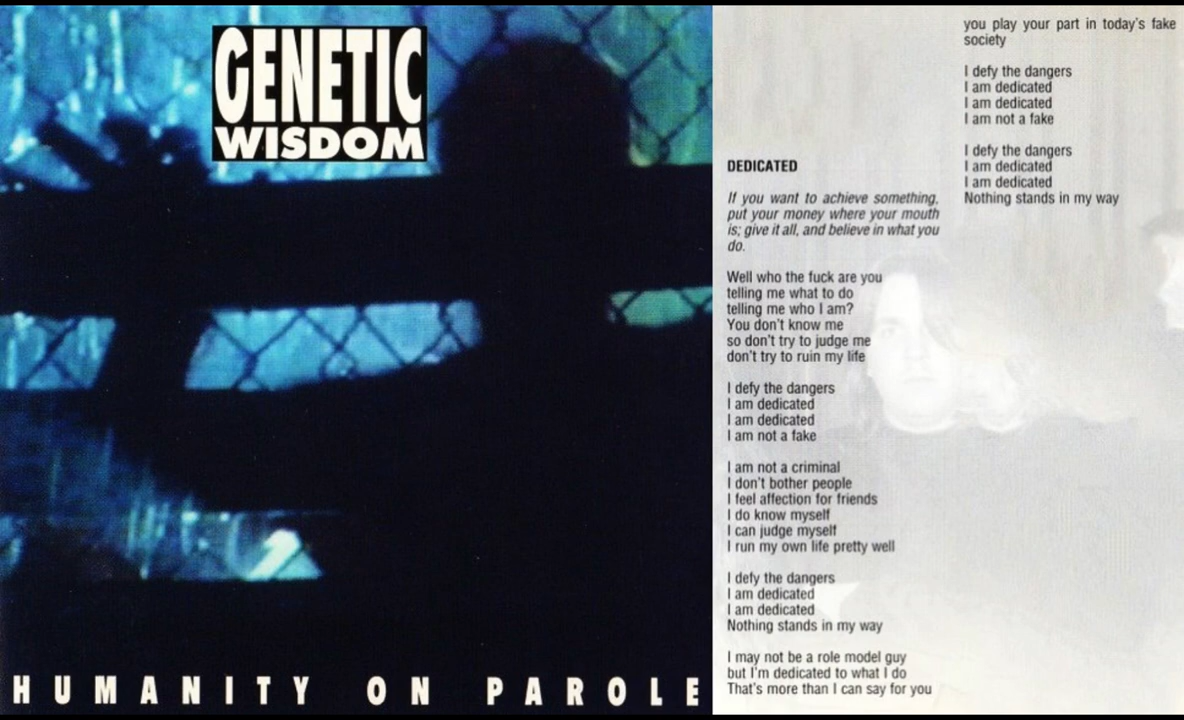 GENETIC
WISDOM
HUMANITY ON PAROLE
DEDICATED
If you want to achieve something,
put your money where your mouth
is; give it all, and believe in what you
do.
Well who the fuck are you
telling me what to do
telling me who I am?
You don't know me
so don't try to judge me
don't try to ruin my life
I defy the dangers
I am dedicated
I am dedicated
I am not a fake
I am not a criminal
I don't bother people
I feel affection for friends
I do know myself
I can judge myself
I run my own life pretty well
I defy the dangers
I am dedicated
I am dedicated
Nothing stands in my way
I may not be a role model guy
but I'm dedicated to what I do
That's more than I can say for you
you play your part in today's fake
society
I defy the dangers
I am dedicated
I am dedicated
I am not a fake
I defy the dangers
I am dedicated
I am dedicated
Nothing stands in my way